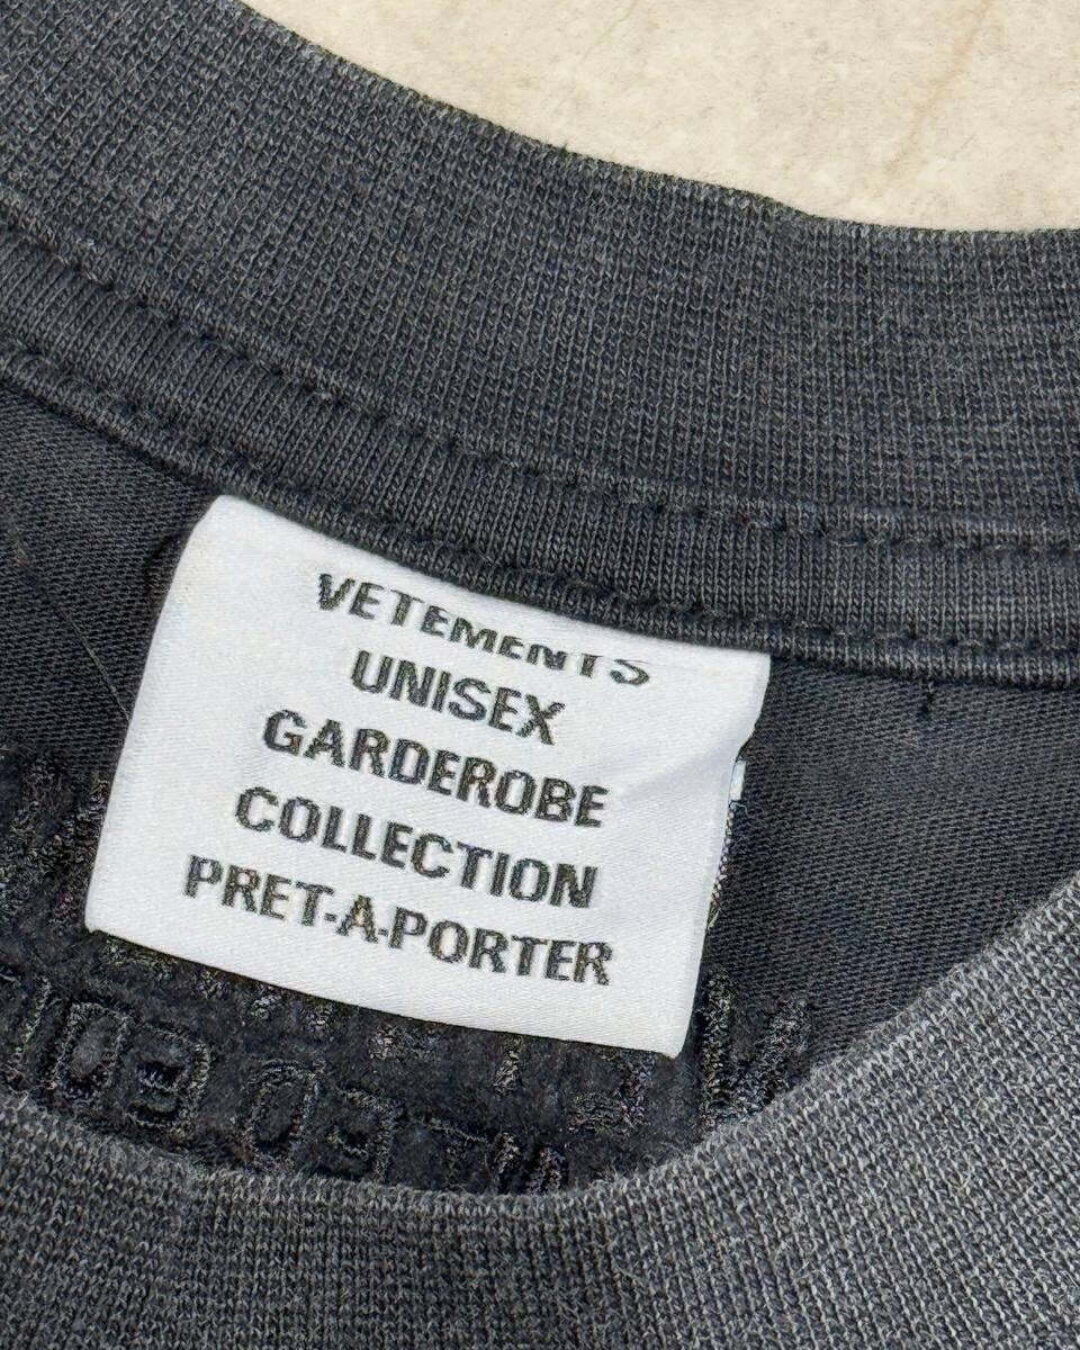 VETEMENTS
UNISEX
GARDEROBE
COLLECTION
PRET-A-PORTER